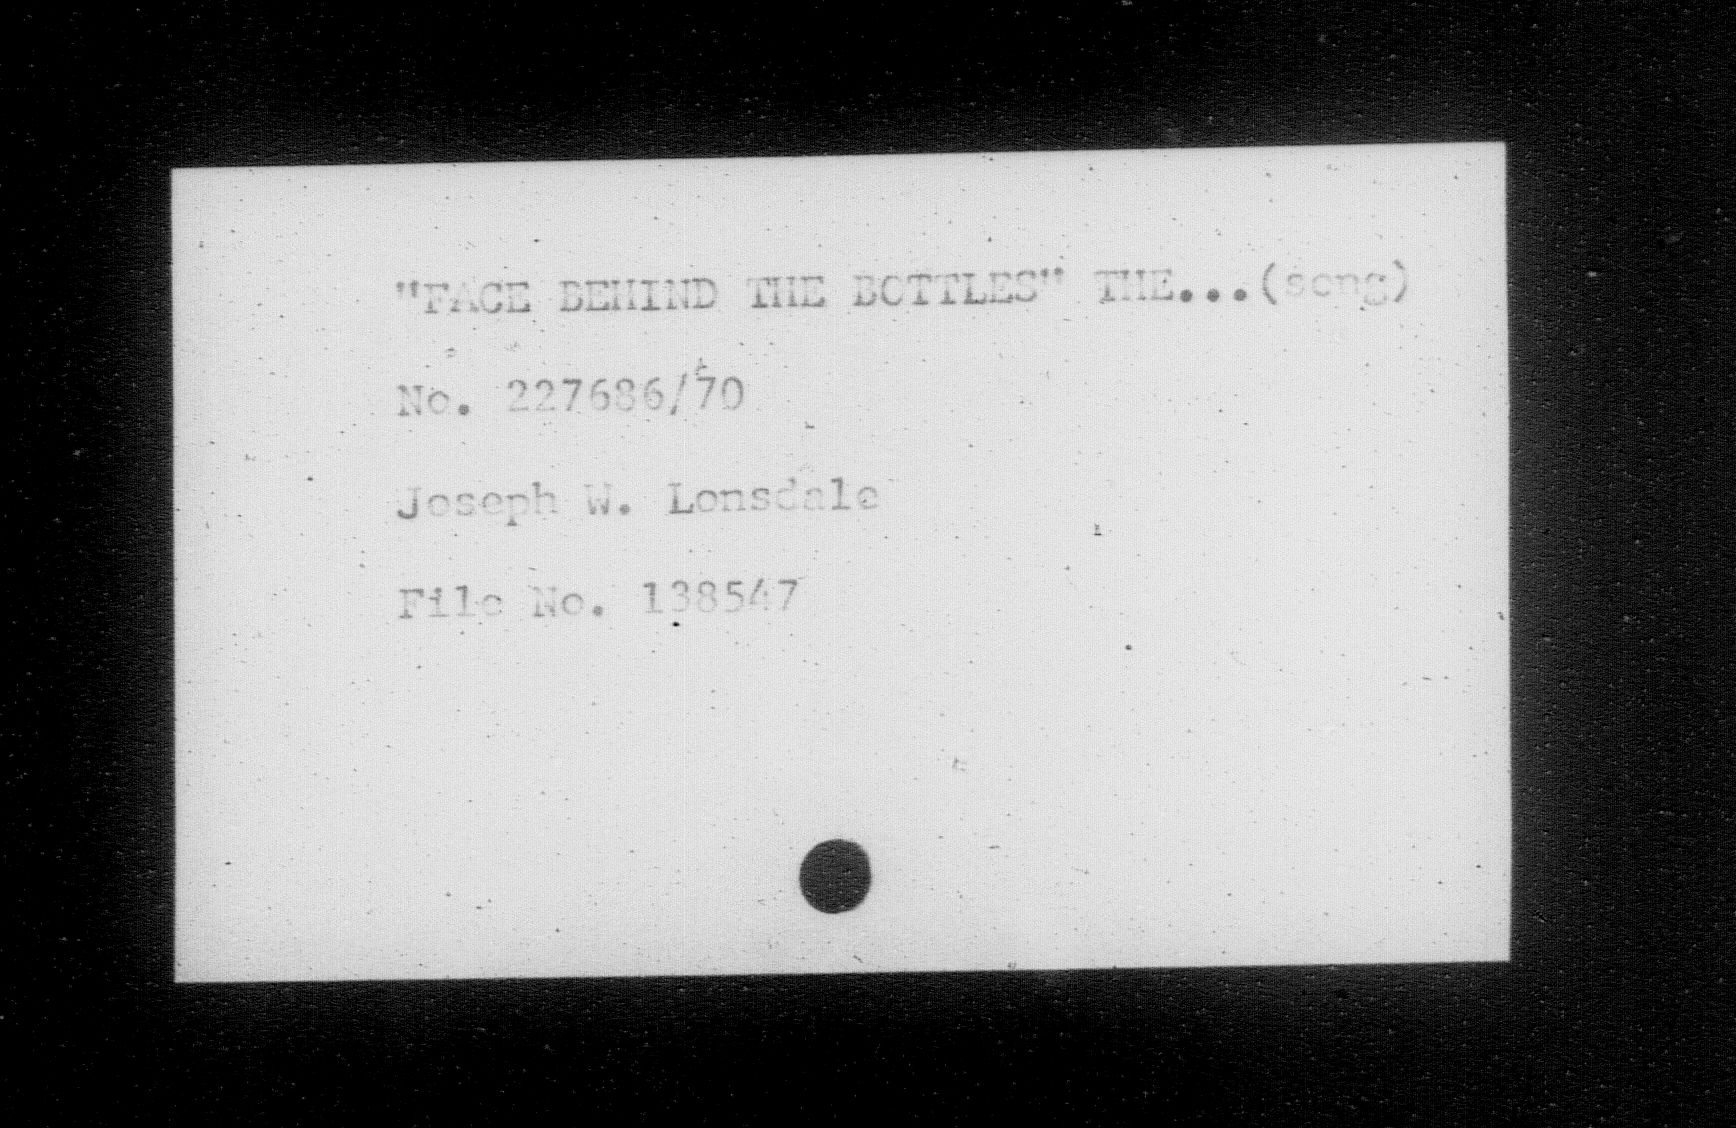 "FACE BEHIND THE BOTTLES" THE...(song)
No. 227686/70
Joseph W. Lonsdale
File No. 138547